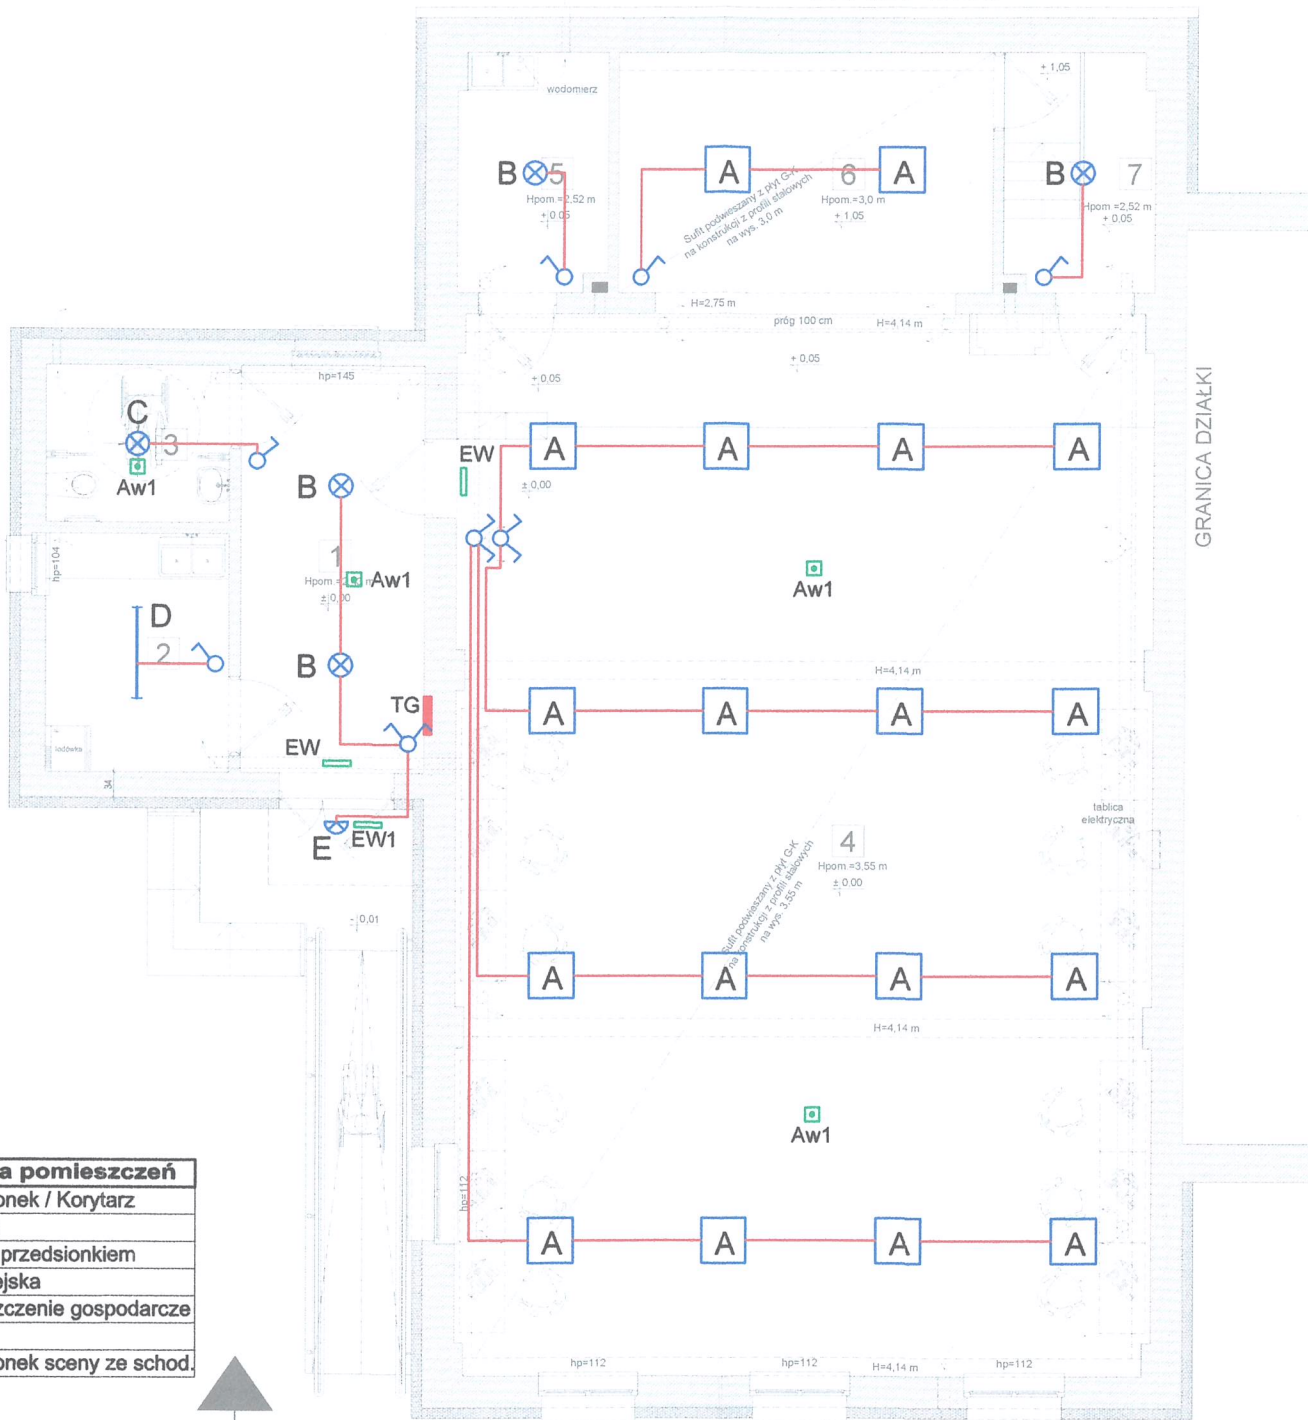 wodomierz
+ 1,05
B
5
Hpom.=2,52 m
+ 0.05
A
6
A
Hpom.=3,0 m
+ 1,05
Sufit podwieszany z płyt G-K
na konstrukcji z profili stalowych
na wys. 3,0 m
B
7
Hpom.=2,52 m
+ 0.05
H=2,75 m
próg 100 cm
H=4,14 m
+ 0,05
+ 0,05
hp=145
GRANICA DZIAŁKI
C
3
Aw1
B
EW
± 0,00
A
A
A
A
hp=104
1
Aw1
± 0,00
Aw1
D
2
B
H=4,14 m
TG
A
A
A
A
EW
lodówka
34
E
EW1
tablica
elektryczna
4
Hpom.=3,55 m
± 0.00
Sufit podwieszany z płyt G-K
na konstrukcji z profili stalowych
na wys. 3.55 m
- 0,01
A
A
A
A
H=4,14 m
Aw1
hp=112
A
A
A
A
a pomieszczeń
onek / Korytarz
przedsionkiem
ejska
zczenie gospodarcze
onek sceny ze schod.
hp=112
hp=112
H=4,14 m
hp=112